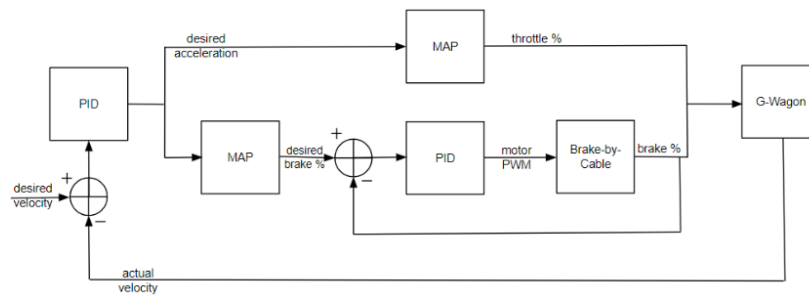 desired
acceleration
MAP
throttle %
PID
G-Wagon
+
MAP
desired
brake %
PID
motor
PWM
Brake-by-
Cable
brake %
−
+
desired
velocity
−
actual
velocity